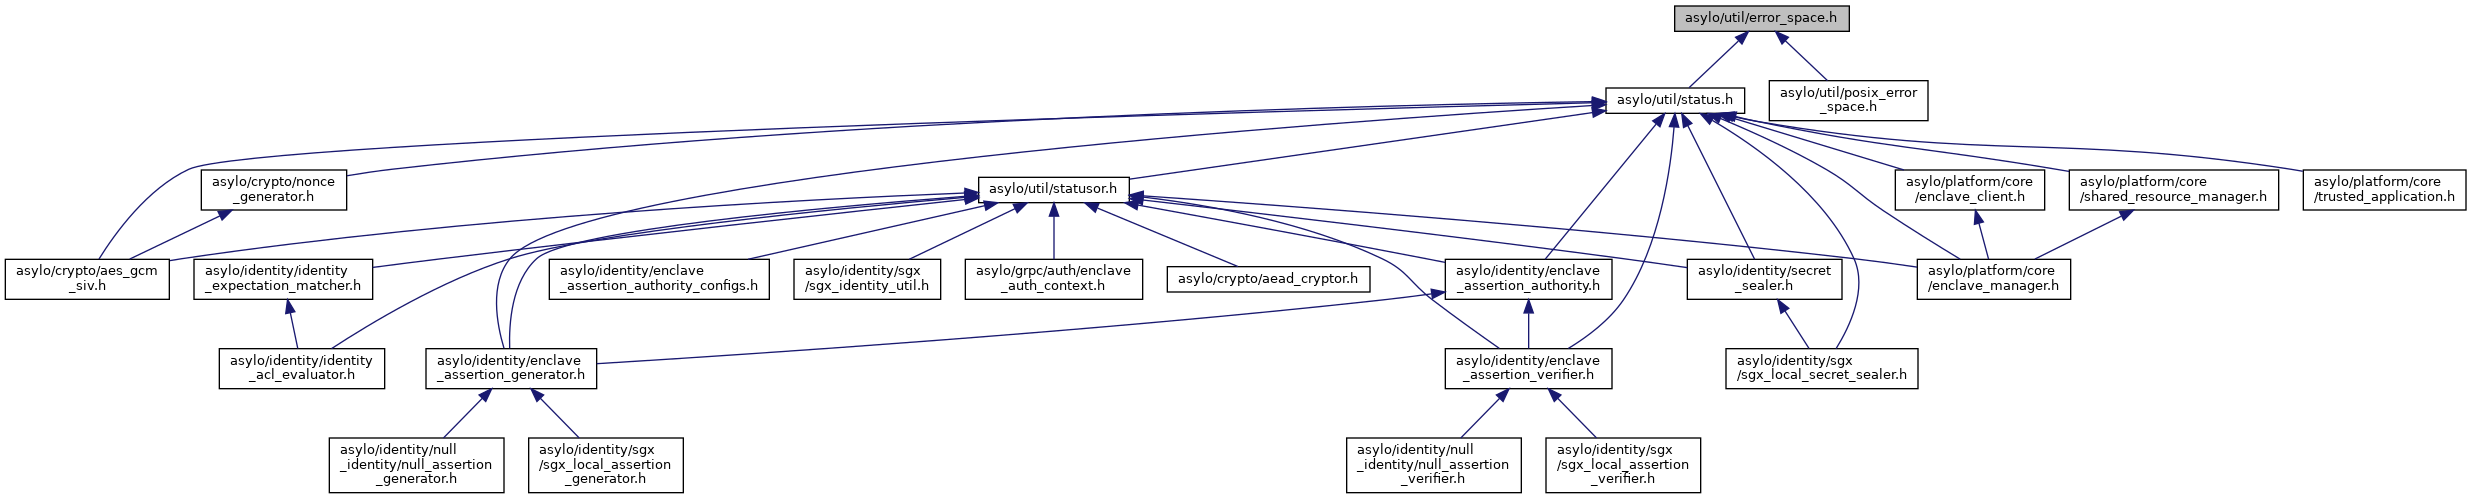 asylo/util/error_space.h
asylo/util/status.h
asylo/util/posix_error
_space.h
asylo/crypto/nonce
_generator.h
asylo/util/statusor.h
asylo/platform/core
/enclave_client.h
asylo/platform/core
/shared_resource_manager.h
asylo/platform/core
/trusted_application.h
asylo/crypto/aes_gcm
_siv.h
asylo/identity/identity
_expectation_matcher.h
asylo/identity/enclave
_assertion_authority_configs.h
asylo/identity/sgx
/sgx_identity_util.h
asylo/grpc/auth/enclave
_auth_context.h
asylo/crypto/aead_cryptor.h
asylo/identity/enclave
_assertion_authority.h
asylo/identity/secret
_sealer.h
asylo/platform/core
/enclave_manager.h
asylo/identity/identity
_acl_evaluator.h
asylo/identity/enclave
_assertion_generator.h
asylo/identity/enclave
_assertion_verifier.h
asylo/identity/sgx
/sgx_local_secret_sealer.h
asylo/identity/null
_identity/null_assertion
_generator.h
asylo/identity/sgx
/sgx_local_assertion
_generator.h
asylo/identity/null
_identity/null_assertion
_verifier.h
asylo/identity/sgx
/sgx_local_assertion
_verifier.h